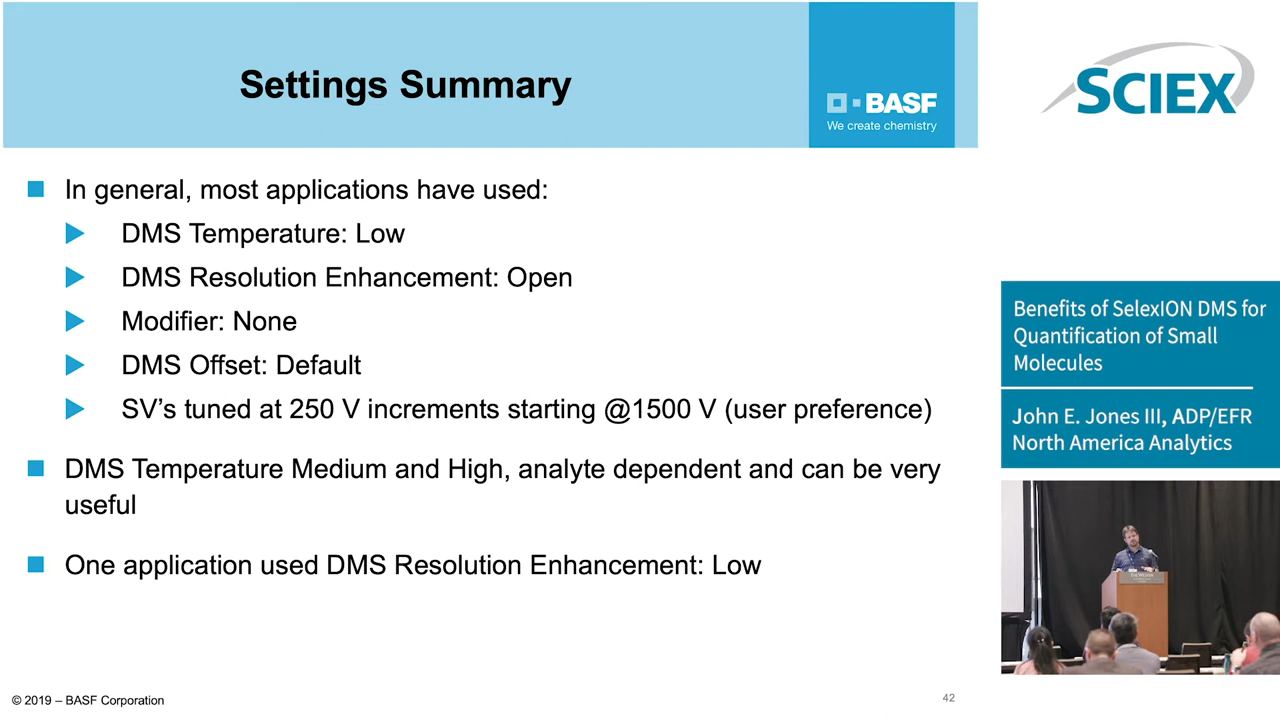 Settings Summary
BASF
We create chemistry
SCIEX
In general, most applications have used:
DMS Temperature: Low
DMS Resolution Enhancement: Open
Modifier: None
DMS Offset: Default
SV's tuned at 250 V increments starting @1500 V (user preference)
DMS Temperature Medium and High, analyte dependent and can be very
useful
One application used DMS Resolution Enhancement: Low
Benefits of SelexION DMS for
Quantification of Small
Molecules
John E. Jones III, ADP/EFR
North America Analytics
THE WESTIN
© 2019 – BASF Corporation
42